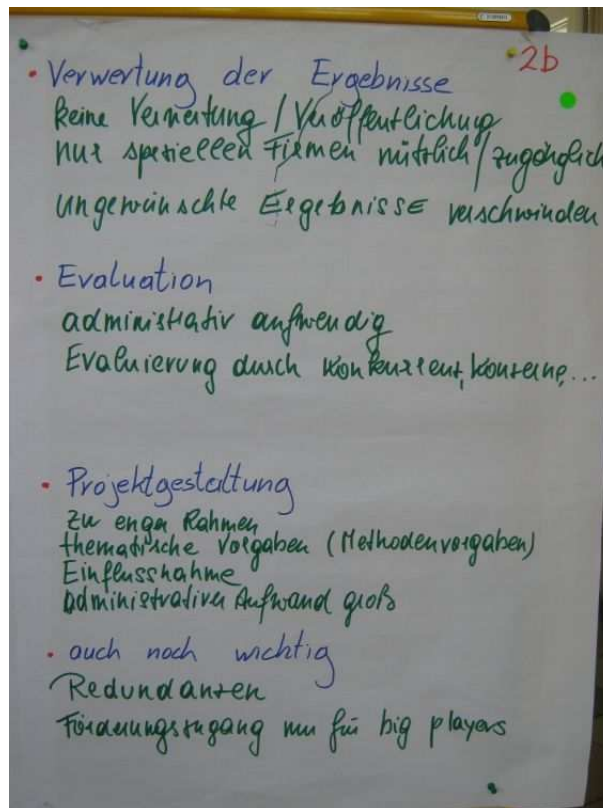 2b
• Verwertung der Ergebnisse
keine Verwertung / Veröffentlichung
nur speziellen Firmen nützlich / zugänglich
ungewünschte Ergebnisse verschwinden
• Evaluation
administrativ aufwendig
Evaluierung durch Konkurrent, Konzerne, ...
• Projektgestaltung
zu enger Rahmen
thematische Vorgaben (Methodenvorgaben)
Einflussnahme
administrativer Aufwand groß
• auch noch wichtig
Redundanzen
Förderungszugang nur für big players